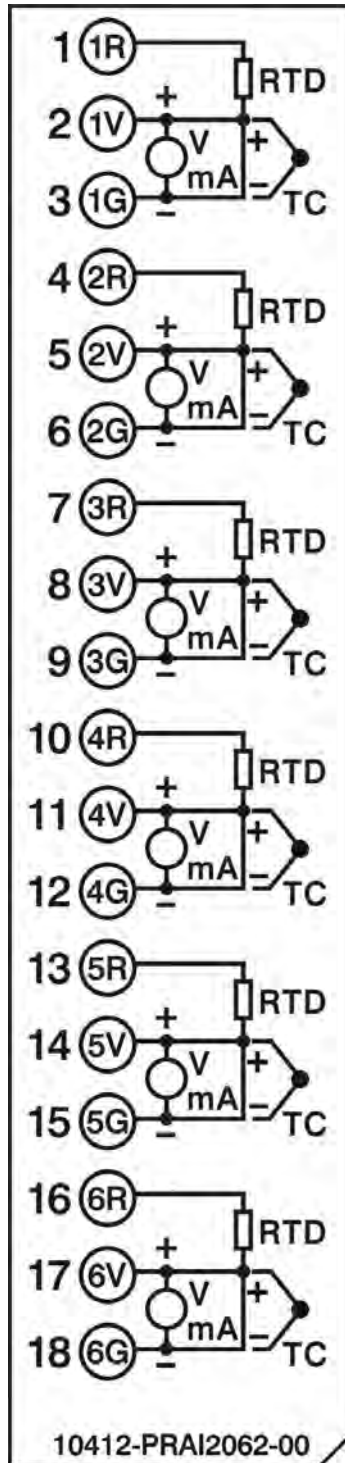 1 1R
RTD
+
2 1V V +
mA
3 1G − − TC
4 2R
RTD
+
5 2V V +
mA
6 2G − − TC
7 3R
RTD
+
8 3V V +
mA
9 3G − − TC
10 4R
RTD
+
11 4V V +
mA
12 4G − − TC
13 5R
RTD
+
14 5V V +
mA
15 5G − − TC
16 6R
RTD
+
17 6V V +
mA
18 6G − − TC
10412-PRAI2062-00